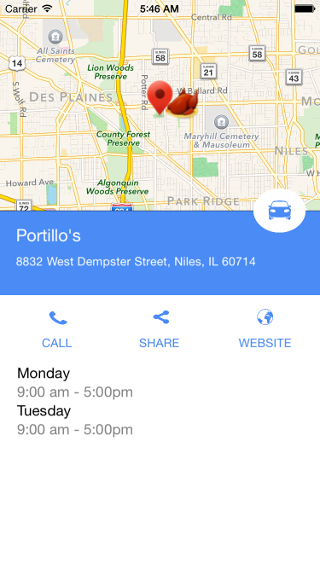 Carrier 5:46 AM
Central Rd
All Saints
Cemetery
58
58
Lion Woods
Preserve
14
21
43
S Wolf Rd
Potter Rd
W Ballard Rd
DES PLAINES
County Forest
Preserve
Maryhill Cemetery
& Mausoleum
NILES
Howard Ave
Algonquin
Woods Preserve
PARK RIDGE
72
294
Portillo's
8832 West Dempster Street, Niles, IL 60714
CALL
SHARE
WEBSITE
Monday
9:00 am - 5:00pm
Tuesday
9:00 am - 5:00pm